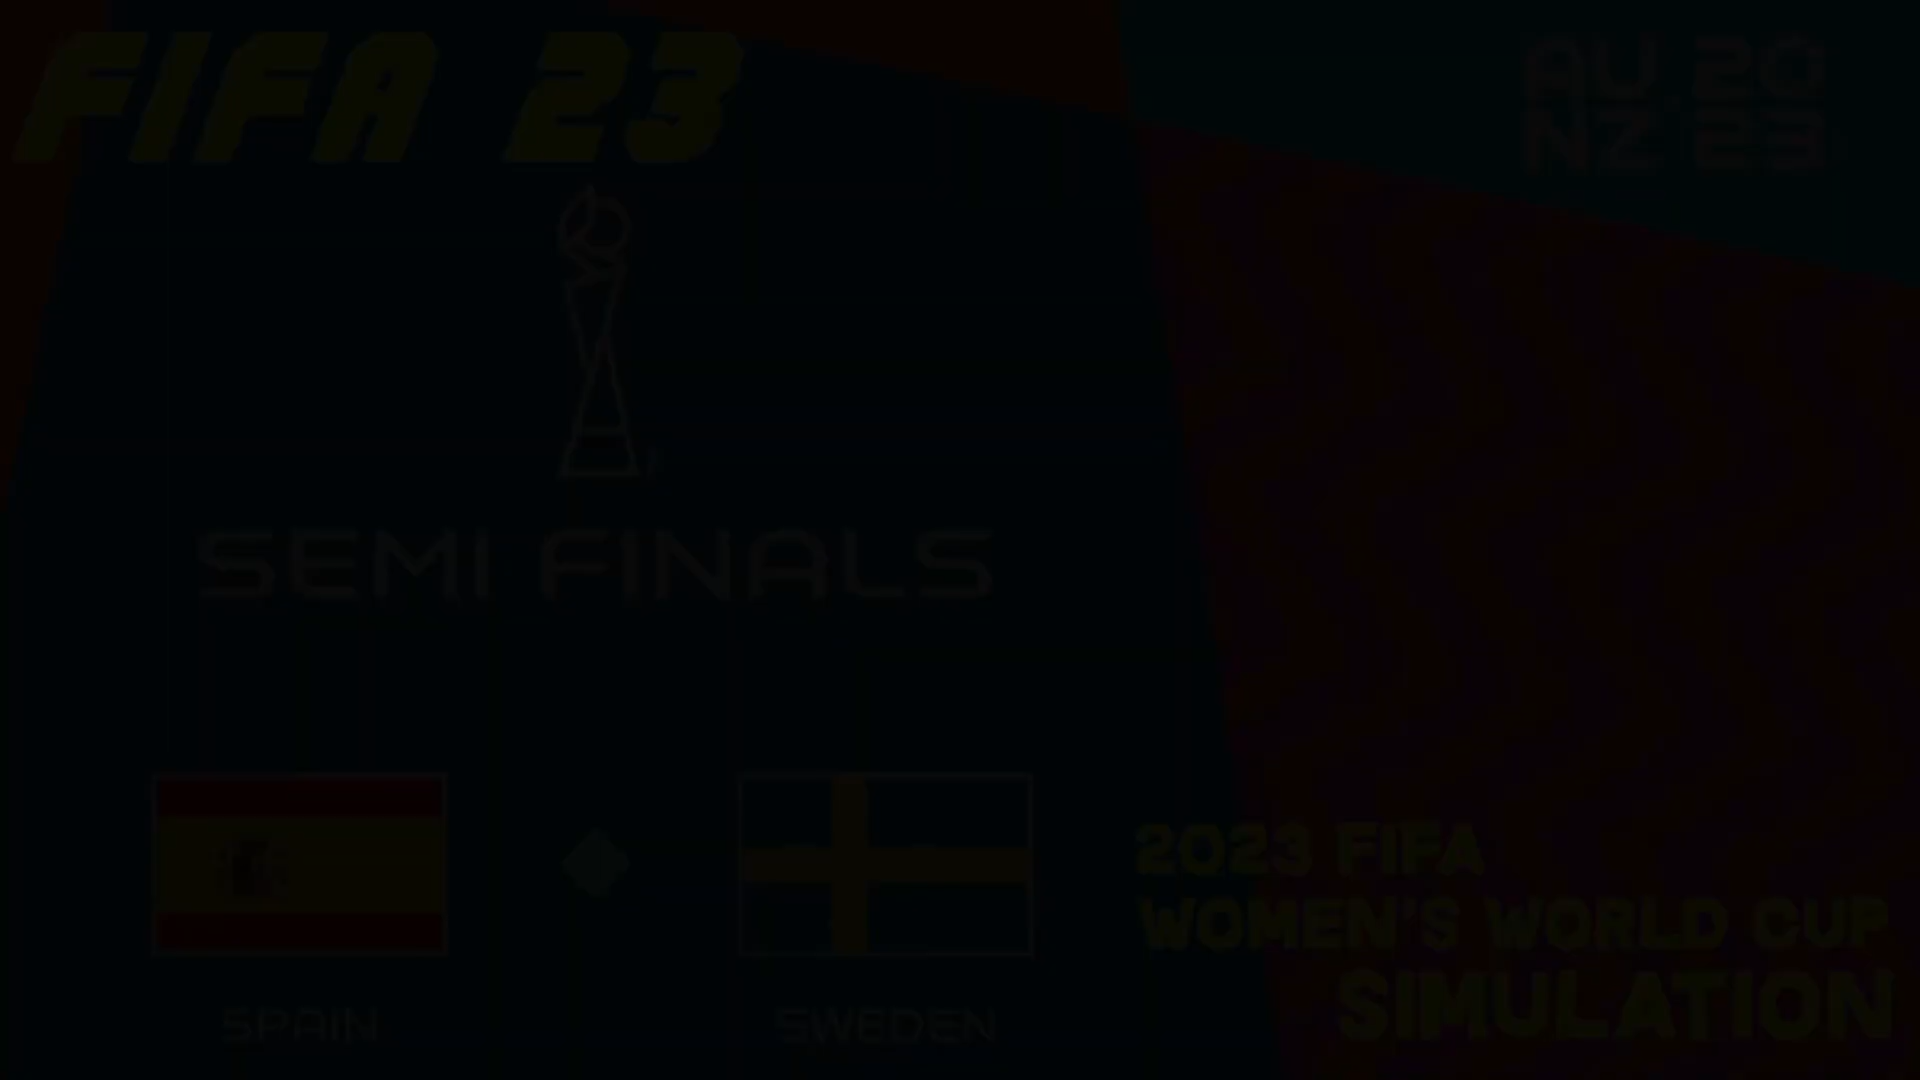 FIFA 23
AU 20
NZ 23
SEMI FINALS
SPAIN
SWEDEN
2023 FIFA
WOMEN'S WORLD CUP
SIMULATION